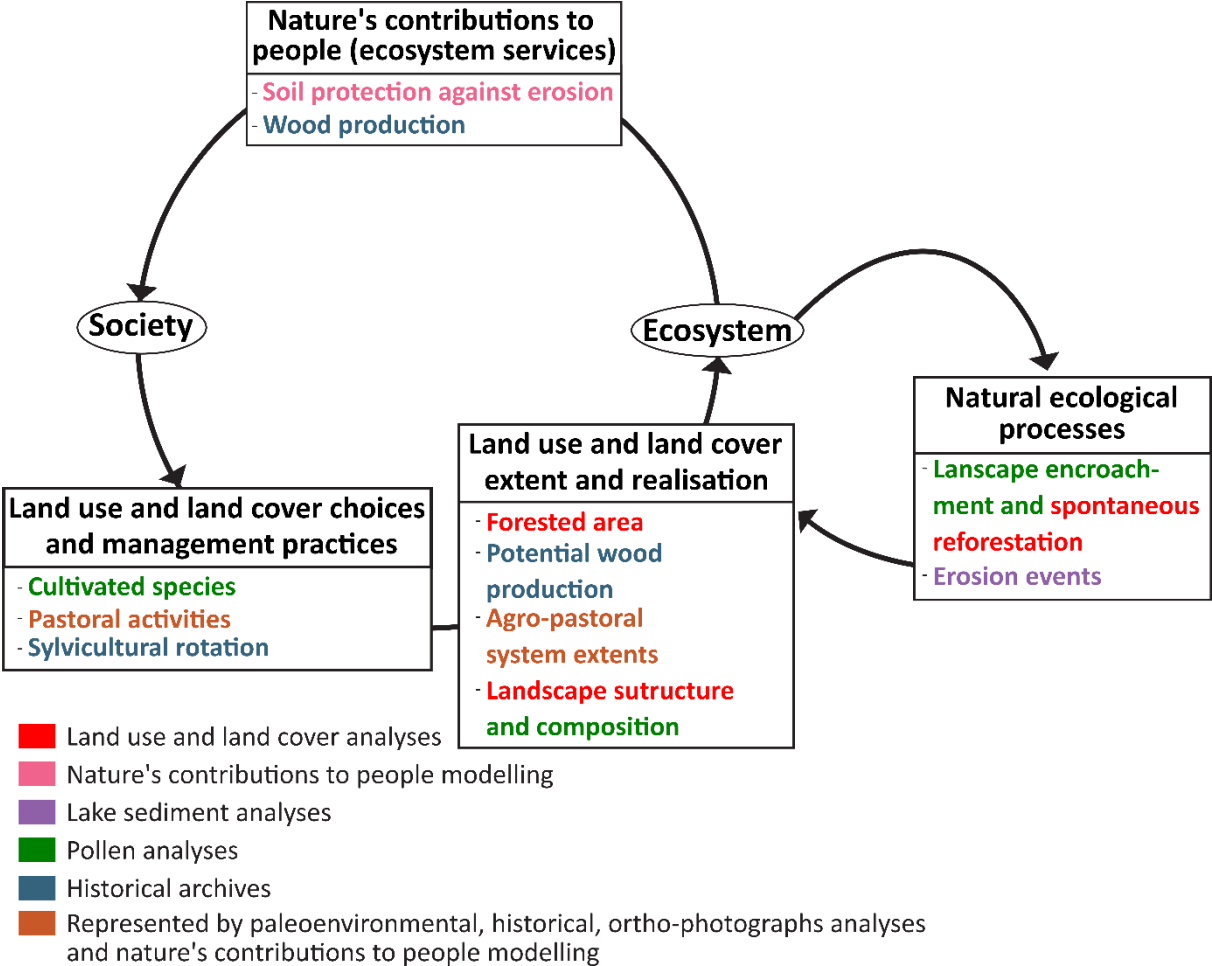 Nature's contributions to
people (ecosystem services)
- Soil protection against erosion
- Wood production
Society
Ecosystem
Natural ecological
processes
- Lanscape encroach-
ment and spontaneous
reforestation
- Erosion events
Land use and land cover
extent and realisation
- Forested area
- Potential wood
production
- Agro-pastoral
system extents
- Landscape sutructure
and composition
Land use and land cover choices
and management practices
- Cultivated species
- Pastoral activities
- Sylvicultural rotation
Land use and land cover analyses
Nature's contributions to people modelling
Lake sediment analyses
Pollen analyses
Historical archives
Represented by paleoenvironmental, historical, ortho-photographs analyses
and nature's contributions to people modelling